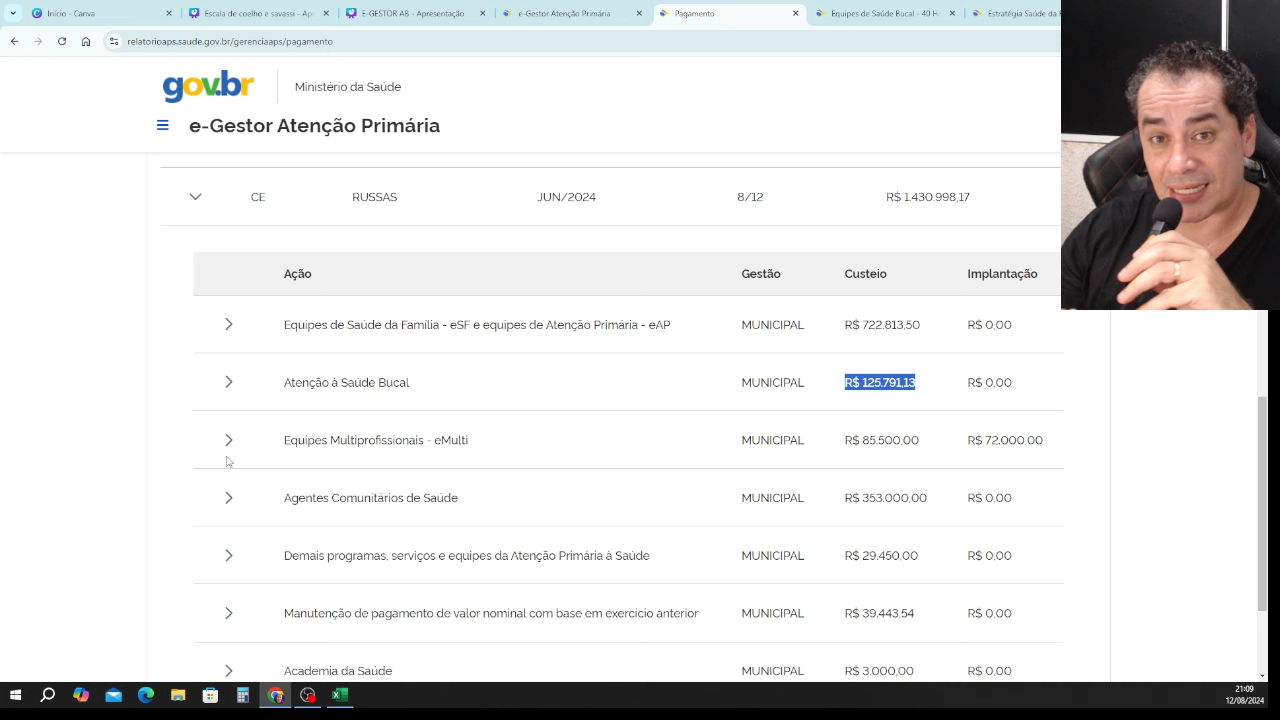 Início - Canva
Escala de coelho e savassi - Ap
E-GESTOR AB - Apresentação
e-Gestor Atenção Primária
Pagamento
Equipes de Saúde Bucal - 40 H
Estratégia Saúde da
relatorioaps.saude.gov.br/gerenciaaps/pagamento
gov.br
Ministério da Saúde
e-Gestor Atenção Primária
CE RUSSAS JUN/2024 8/12 R$ 1.430.998,17
Ação Gestão Custeio Implantação
Equipes de Saúde da Família - eSF e equipes de Atenção Primária - eAP MUNICIPAL R$ 722.813,50 R$ 0,00
Atenção à Saúde Bucal MUNICIPAL R$ 125.791,13 R$ 0,00
Equipes Multiprofissionais - eMulti MUNICIPAL R$ 85.500,00 R$ 72.000,00
Agentes Comunitários de Saúde MUNICIPAL R$ 353.000,00 R$ 0,00
Demais programas, serviços e equipes da Atenção Primária à Saúde MUNICIPAL R$ 29.450,00 R$ 0,00
Manutenção de pagamento de valor nominal com base em exercício anterior MUNICIPAL R$ 39.443,54 R$ 0,00
Academia da Saúde MUNICIPAL R$ 3.000,00 R$ 0,00
21:09
12/08/2024